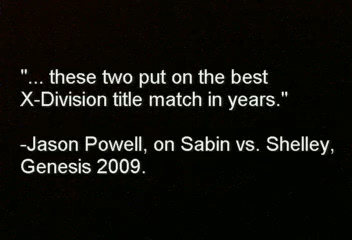 "... these two put on the best
X-Division title match in years."
-Jason Powell, on Sabin vs. Shelley,
Genesis 2009.